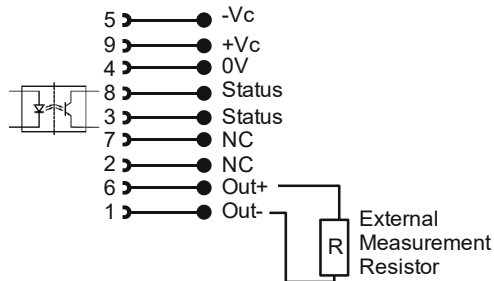 5 -Vc
9 +Vc
4 0V
8 Status
3 Status
7 NC
2 NC
6 Out+
1 Out-
R
External
Measurement
Resistor